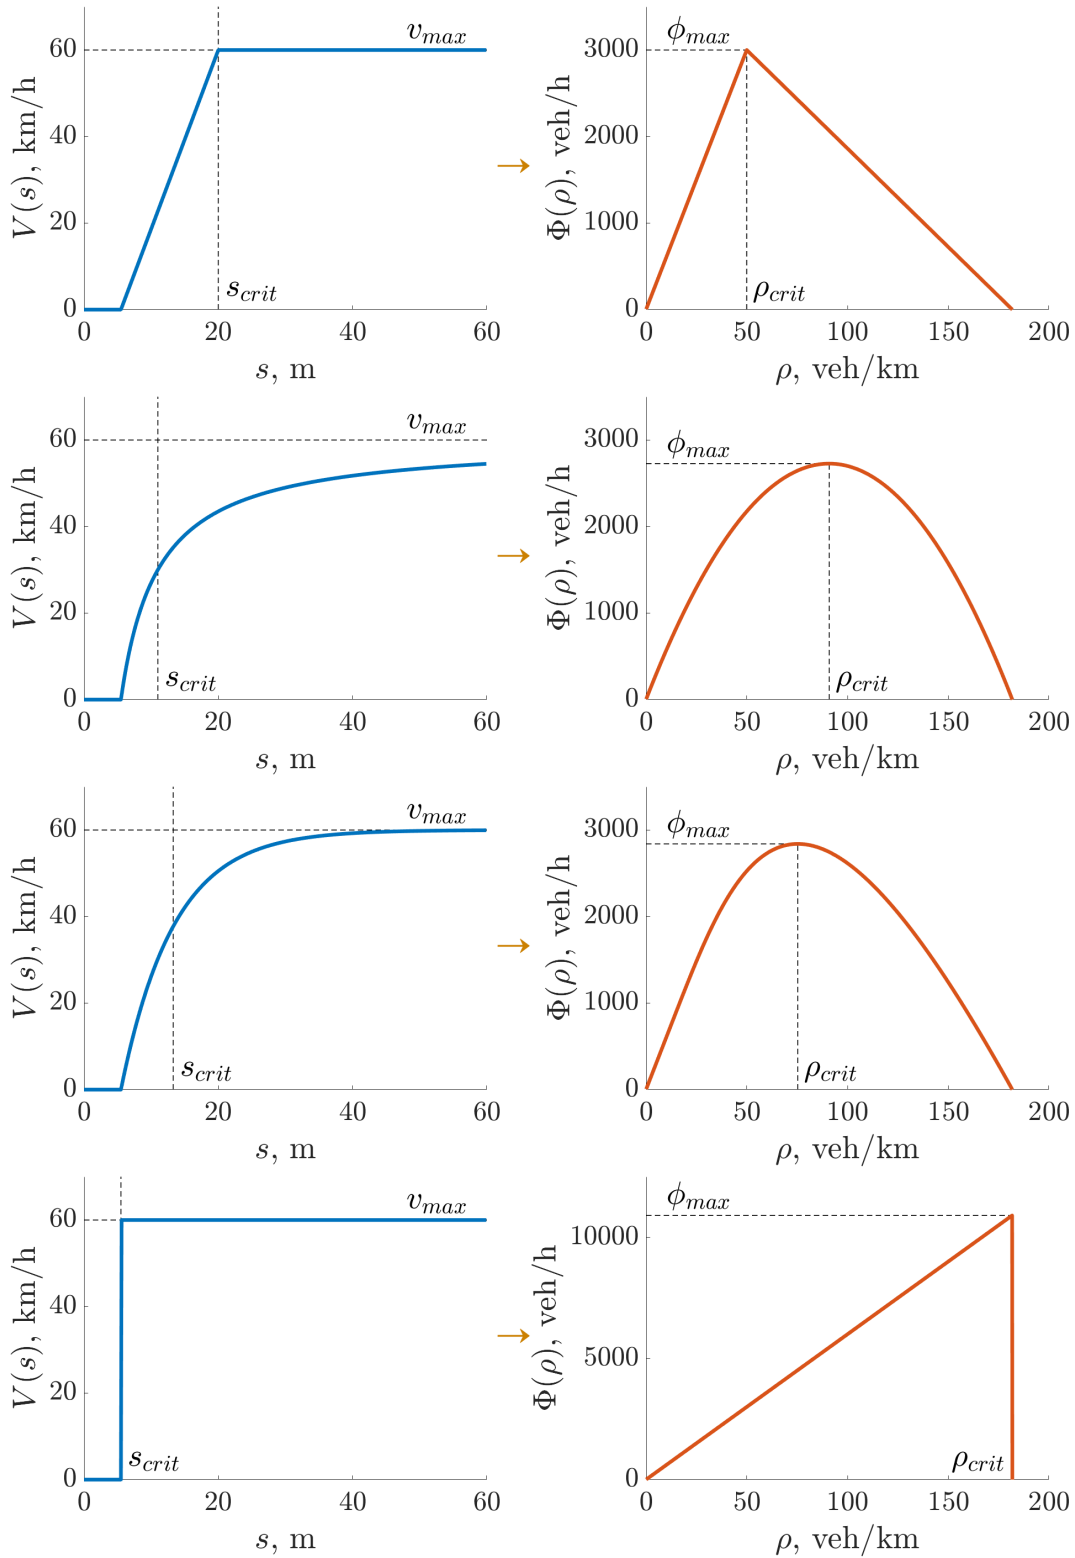 v_max
60
40
20
0
V(s), km/h
s_crit
0 20 40 60
s, m
→
ϕ_max
3000
2000
1000
0
Φ(ρ), veh/h
ρ_crit
0 50 100 150 200
ρ, veh/km
v_max
60
40
20
0
V(s), km/h
s_crit
0 20 40 60
s, m
→
ϕ_max
3000
2000
1000
0
Φ(ρ), veh/h
ρ_crit
0 50 100 150 200
ρ, veh/km
v_max
60
40
20
0
V(s), km/h
s_crit
0 20 40 60
s, m
→
ϕ_max
3000
2000
1000
0
Φ(ρ), veh/h
ρ_crit
0 50 100 150 200
ρ, veh/km
v_max
60
40
20
0
V(s), km/h
s_crit
0 20 40 60
s, m
→
ϕ_max
10000
5000
0
Φ(ρ), veh/h
ρ_crit
0 50 100 150 200
ρ, veh/km